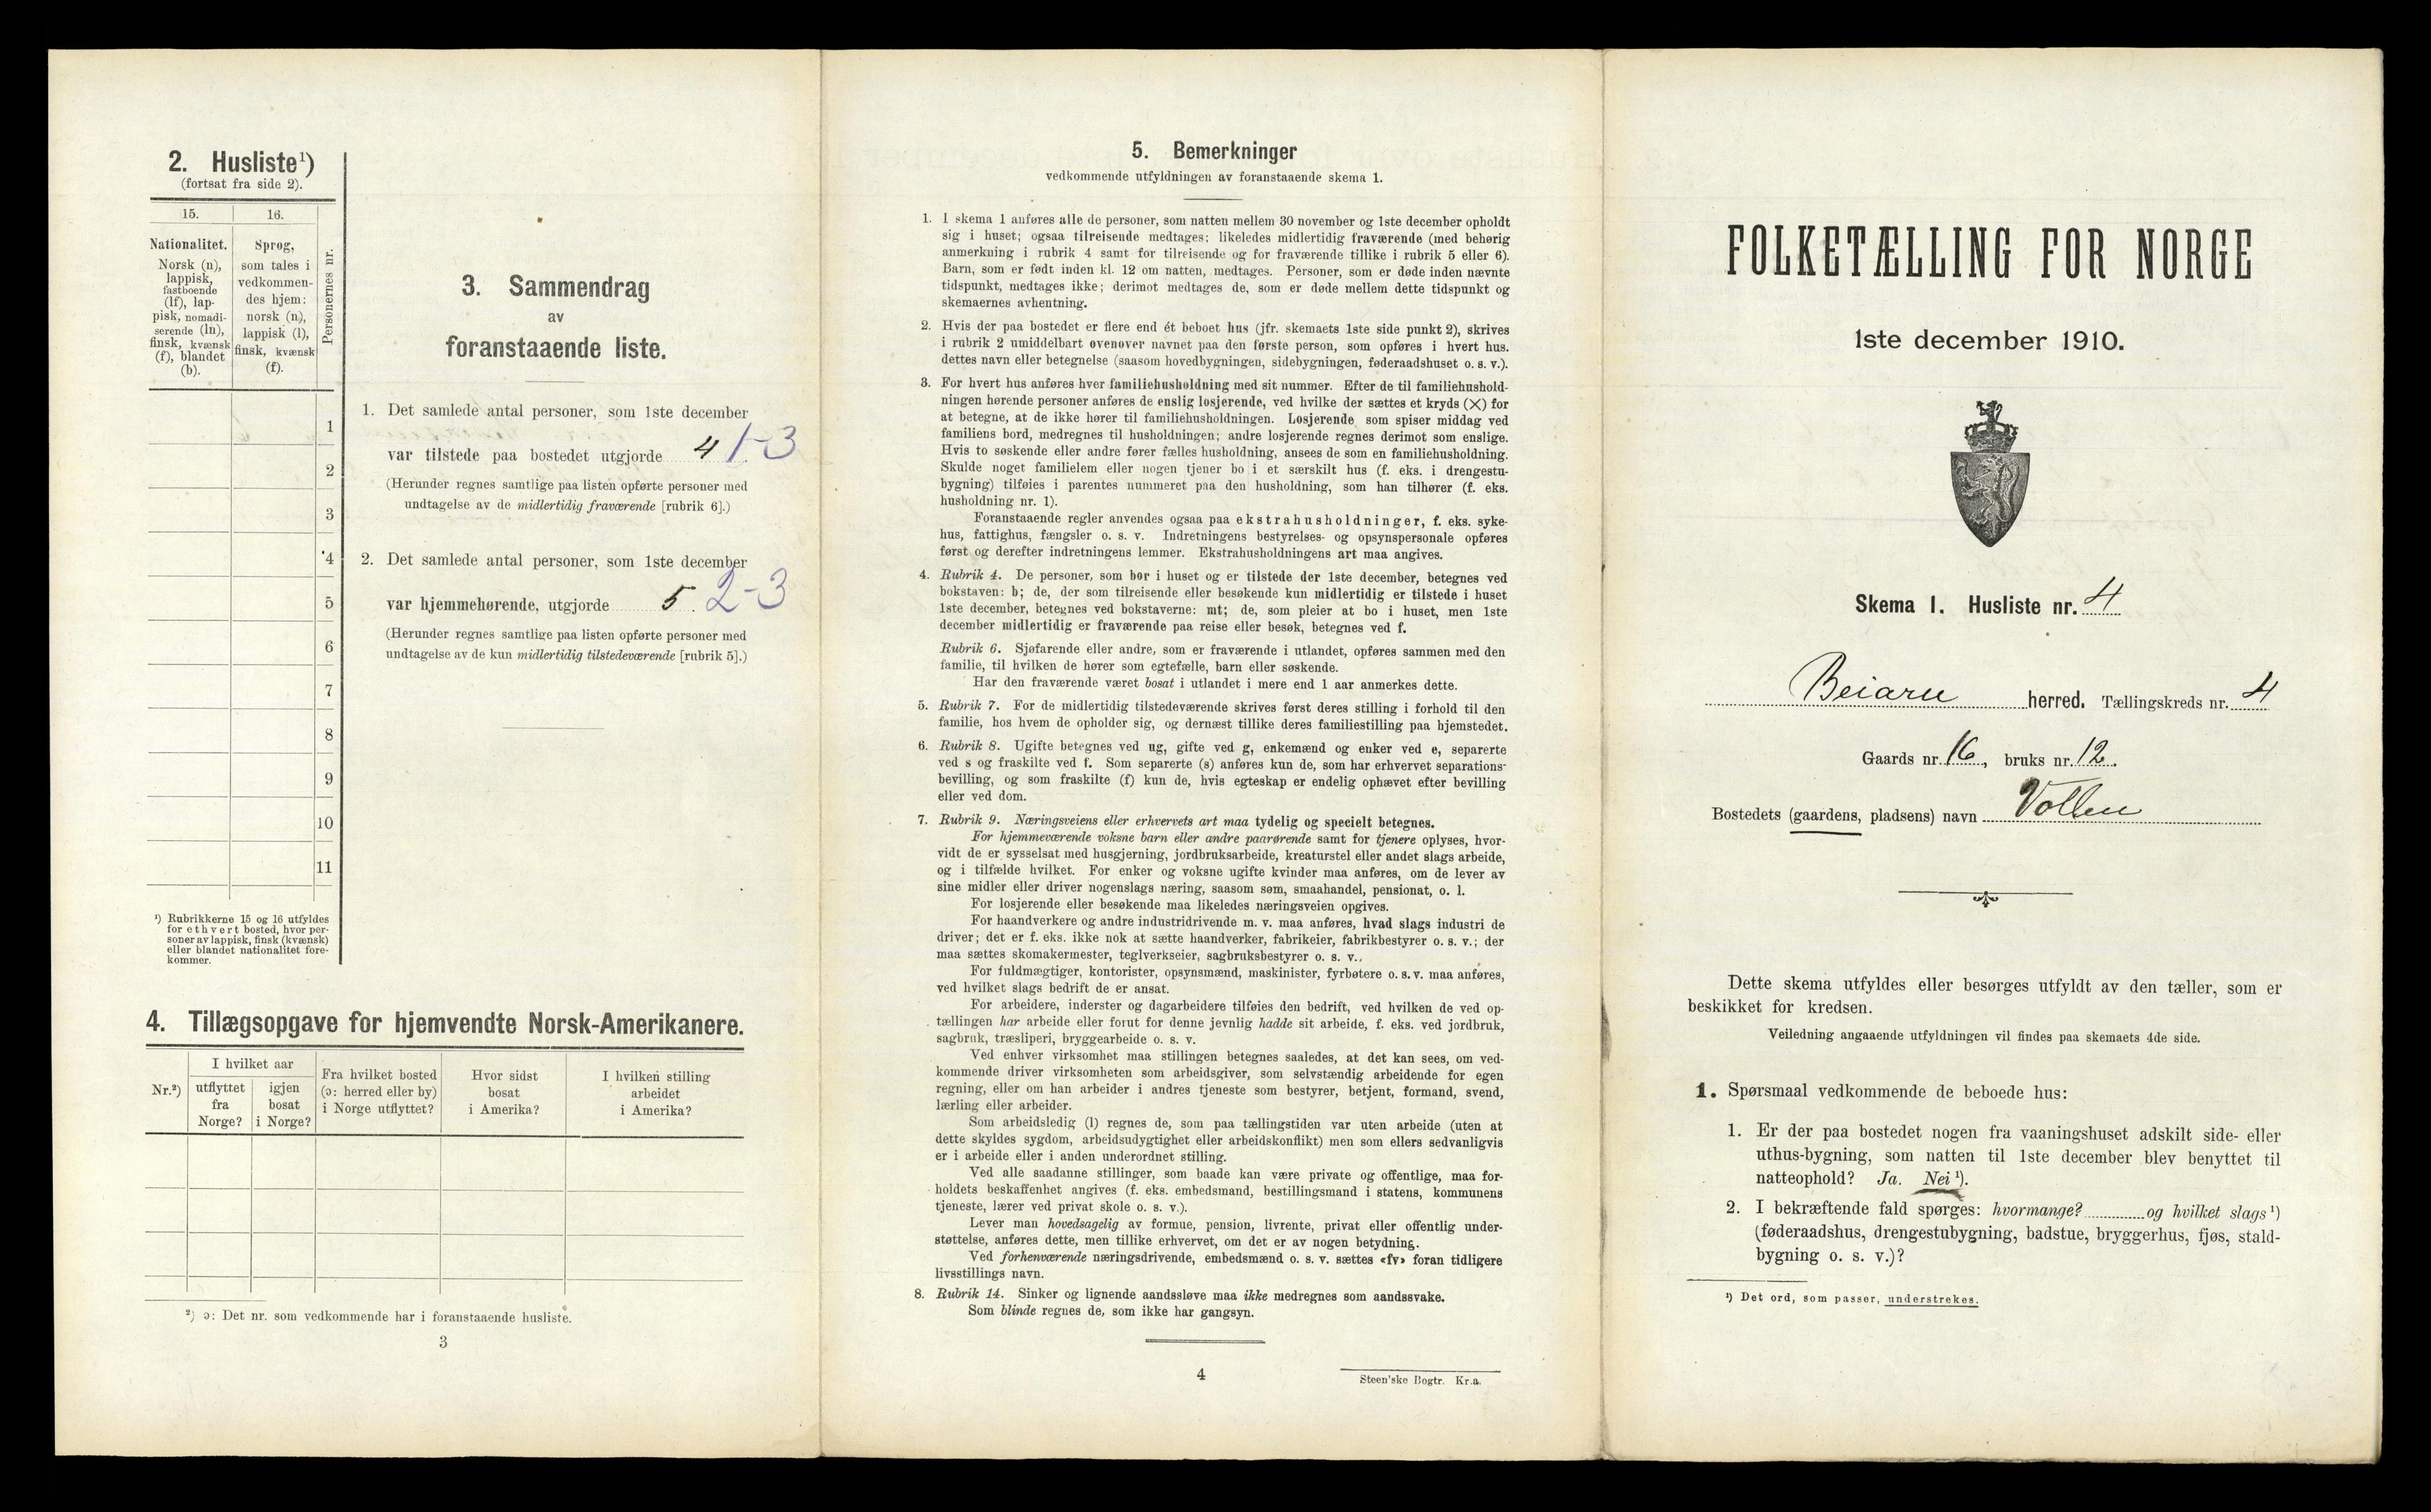 2. Husliste¹)
(fortsat fra side 2).
15.
16.
Nationalitet.
Norsk (n),
lappisk,
fastboende
(lf), lap-
pisk, nomadi-
serende (ln),
finsk, kvænsk
(f), blandet
(b).
Sprog,
som tales i
vedkommen-
des hjem:
norsk (n),
lappisk (l),
finsk, kvænsk
(f).
Personernes nr.
1
2
3
4
5
6
7
8
9
10
11
¹) Rubrikkerne 15 og 16 utfyldes
for ethvert bosted, hvor per-
soner av lappisk, finsk (kvænsk)
eller blandet nationalitet fore-
kommer.
3. Sammendrag
av
foranstaaende liste.
1. Det samlede antal personer, som 1ste december
var tilstede paa bostedet utgjorde 4 1-3
(Herunder regnes samtlige paa listen opførte personer med
undtagelse av de midlertidig fraværende [rubrik 6].)
2. Det samlede antal personer, som 1ste december
var hjemmehørende, utgjorde 5. 2-3
(Herunder regnes samtlige paa listen opførte personer med
undtagelse av de kun midlertidig tilstedeværende [rubrik 5].)
4. Tillægsopgave for hjemvendte Norsk-Amerikanere.
Nr.²)
I hvilket aar
utflyttet
fra
Norge?
igjen
bosat
i Norge?
Fra hvilket bosted
(ɔ: herred eller by)
i Norge utflyttet?
Hvor sidst
bosat
i Amerika?
I hvilken stilling
arbeidet
i Amerika?
²) ɔ: Det nr. som vedkommende har i foranstaaende husliste.
3
5. Bemerkninger
vedkommende utfyldningen av foranstaaende skema 1.
1. I skema 1 anføres alle de personer, som natten mellem 30 november og 1ste december opholdt
sig i huset; ogsaa tilreisende medtages; likeledes midlertidig fraværende (med behørig
anmerkning i rubrik 4 samt for tilreisende og for fraværende tillike i rubrik 5 eller 6).
Barn, som er født inden kl. 12 om natten, medtages. Personer, som er døde inden nævnte
tidspunkt, medtages ikke; derimot medtages de, som er døde mellem dette tidspunkt og
skemaernes avhentning.
2. Hvis der paa bostedet er flere end ét beboet hus (jfr. skemaets 1ste side punkt 2), skrives
i rubrik 2 umiddelbart ovenover navnet paa den første person, som opføres i hvert hus.
dettes navn eller betegnelse (saasom hovedbygningen, sidebygningen, føderaadshuset o. s. v.).
3. For hvert hus anføres hver familiehusholdning med sit nummer. Efter de til familiehushold-
ningen hørende personer anføres de enslig losjerende, ved hvilke der sættes et kryds (×) for
at betegne, at de ikke hører til familiehusholdningen. Losjerende som spiser middag ved
familiens bord, medregnes til husholdningen; andre losjerende regnes derimot som enslige.
Hvis to søskende eller andre fører fælles husholdning, ansees de som en familiehusholdning.
Skulde noget familielem eller nogen tjener bo i et særskilt hus (f. eks. i drengestu-
bygning) tilføies i parentes nummeret paa den husholdning, som han tilhører (f. eks.
husholdning nr. 1).
Foranstaaende regler anvendes ogsaa paa ekstrahusholdninger, f. eks. syke-
hus, fattighus, fængsler o. s. v. Indretningens bestyrelses- og opsynspersonale opføres
først og derefter indretningens lemmer. Ekstrahusholdningens art maa angives.
4. Rubrik 4. De personer, som bor i huset og er tilstede der 1ste december, betegnes ved
bokstaven: b; de, der som tilreisende eller besøkende kun midlertidig er tilstede i huset
1ste december, betegnes ved bokstaverne: mt; de, som pleier at bo i huset, men 1ste
december midlertidig er fraværende paa reise eller besøk, betegnes ved f.
Rubrik 6. Sjøfarende eller andre, som er fraværende i utlandet, opføres sammen med den
familie, til hvilken de hører som egtefælle, barn eller søskende.
Har den fraværende været bosat i utlandet i mere end 1 aar anmerkes dette.
5. Rubrik 7. For de midlertidig tilstedeværende skrives først deres stilling i forhold til den
familie, hos hvem de opholder sig, og dernæst tillike deres familiestilling paa hjemstedet.
6. Rubrik 8. Ugifte betegnes ved ug, gifte ved g, enkemænd og enker ved e, separerte
ved s og fraskilte ved f. Som separerte (s) anføres kun de, som har erhvervet separations-
bevilling, og som fraskilte (f) kun de, hvis egteskap er endelig ophævet efter bevilling
eller ved dom.
7. Rubrik 9. Næringsveiens eller erhvervets art maa tydelig og specielt betegnes.
For hjemmeværende voksne barn eller andre paarørende samt for tjenere oplyses, hvor-
vidt de er sysselsat med husgjerning, jordbruksarbeide, kreaturstel eller andet slags arbeide,
og i tilfælde hvilket. For enker og voksne ugifte kvinder maa anføres, om de lever av
sine midler eller driver nogenslags næring, saasom søm, smaahandel, pensionat, o. l.
For losjerende eller besøkende maa likeledes næringsveien opgives.
For haandverkere og andre industridrivende m. v. maa anføres, hvad slags industri de
driver; det er f. eks. ikke nok at sætte haandverker, fabrikeier, fabrikbestyrer o. s. v.; der
maa sættes skomakermester, teglverkseier, sagbruksbestyrer o. s. v..
For fuldmægtiger, kontorister, opsynsmænd, maskinister, fyrbøtere o. s. v. maa anføres,
ved hvilket slags bedrift de er ansat.
For arbeidere, inderster og dagarbeidere tilføies den bedrift, ved hvilken de ved op-
tællingen har arbeide eller forut for denne jevnlig hadde sit arbeide, f. eks. ved jordbruk,
sagbruk, træsliperi, bryggearbeide o. s. v.
Ved enhver virksomhet maa stillingen betegnes saaledes, at det kan sees, om ved-
kommende driver virksomheten som arbeidsgiver, som selvstændig arbeidende for egen
regning, eller om han arbeider i andres tjeneste som bestyrer, betjent, formand, svend,
lærling eller arbeider.
Som arbeidsledig (l) regnes de, som paa tællingstiden var uten arbeide (uten at
dette skyldes sygdom, arbeidsudygtighet eller arbeidskonflikt) men som ellers sedvanligvis
er i arbeide eller i anden underordnet stilling.
Ved alle saadanne stillinger, som baade kan være private og offentlige, maa for-
holdets beskaffenhet angives (f. eks. embedsmand, bestillingsmand i statens, kommunens
tjeneste, lærer ved privat skole o. s. v.).
Lever man hovedsagelig av formue, pension, livrente, privat eller offentlig under-
støttelse, anføres dette, men tillike erhvervet, om det er av nogen betydning.
Ved forhenværende næringsdrivende, embedsmænd o. s. v. sættes «fv» foran tidligere
livsstillings navn.
8. Rubrik 14. Sinker og lignende aandssløve maa ikke medregnes som aandssvake.
Som blinde regnes de, som ikke har gangsyn.
4
Steen'ske Bogtr. Kr.a.
FOLKETÆLLING FOR NORGE
1ste december 1910.
Skema 1. Husliste nr. 4
Beiarn herred. Tællingskreds nr. 4
Gaards nr. 16, bruks nr. 12.
Bostedets (gaardens, pladsens) navn Vollen
Dette skema utfyldes eller besørges utfyldt av den tæller, som er
beskikket for kredsen.
Veiledning angaaende utfyldningen vil findes paa skemaets 4de side.
1. Spørsmaal vedkommende de beboede hus:
1. Er der paa bostedet nogen fra vaaningshuset adskilt side- eller
uthus-bygning, som natten til 1ste december blev benyttet til
natteophold? Ja. Nei ¹).
2. I bekræftende fald spørges: hvormange? og hvilket slags ¹)
(føderaadshus, drengestubygning, badstue, bryggerhus, fjøs, stald-
bygning o. s. v.)?
¹) Det ord, som passer, understrekes.